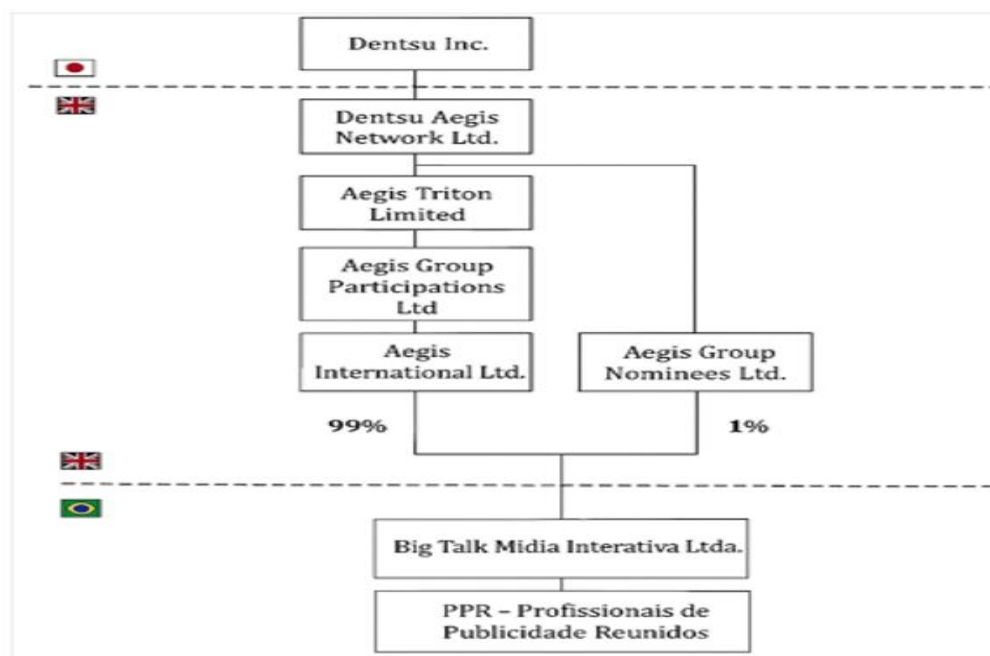 Dentsu Inc.
Dentsu Aegis
Network Ltd.
Aegis Triton
Limited
Aegis Group
Participations
Ltd
Aegis
International Ltd.
Aegis Group
Nominees Ltd.
99%
1%
Big Talk Midia Interativa Ltda.
PPR – Profissionais de
Publicidade Reunidos